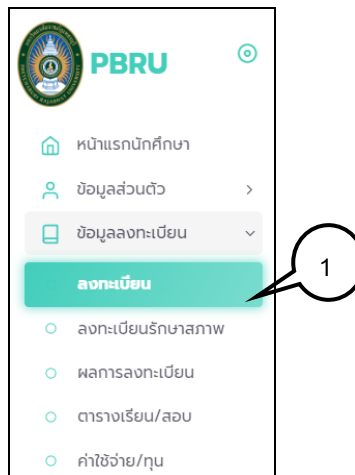 PBRU
หน้าแรกนักศึกษา
ข้อมูลส่วนตัว
ข้อมูลลงทะเบียน
ลงทะเบียน
1
ลงทะเบียนรักษาสภาพ
ผลการลงทะเบียน
ตารางเรียน/สอบ
ค่าใช้จ่าย/ทุน